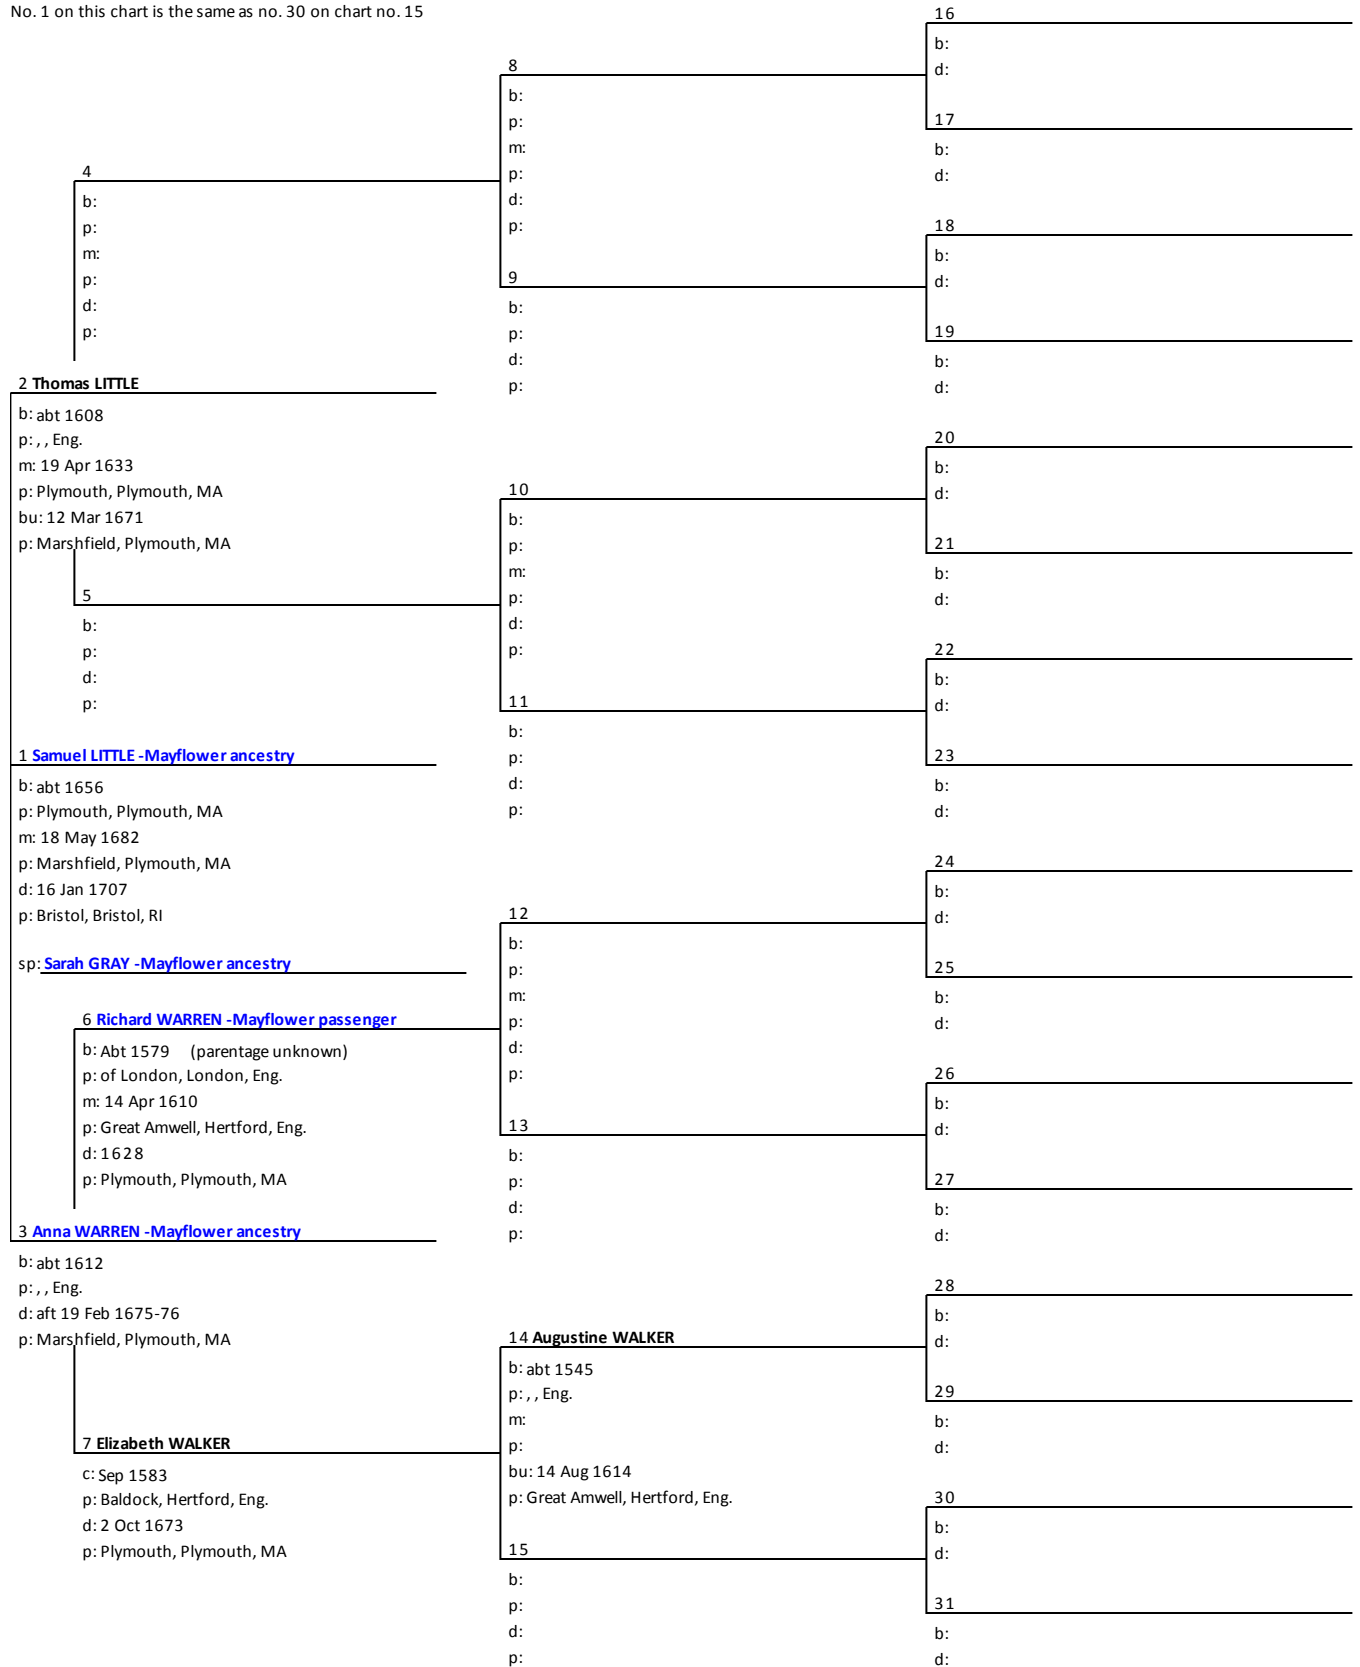 No. 1 on this chart is the same as no. 30 on chart no. 15
16
b:
d:
8
b:
p:
m:
p:
d:
p:
17
b:
d:
4
b:
p:
m:
p:
d:
p:
18
b:
d:
9
b:
p:
d:
p:
19
b:
d:
2 Thomas LITTLE
b: abt 1608
p: , , Eng.
m: 19 Apr 1633
p: Plymouth, Plymouth, MA
bu: 12 Mar 1671
p: Marshfield, Plymouth, MA
20
b:
d:
10
b:
p:
m:
p:
d:
p:
21
b:
d:
5
b:
p:
d:
p:
22
b:
d:
11
b:
p:
d:
p:
23
b:
d:
1 Samuel LITTLE -Mayflower ancestry
b: abt 1656
p: Plymouth, Plymouth, MA
m: 18 May 1682
p: Marshfield, Plymouth, MA
d: 16 Jan 1707
p: Bristol, Bristol, RI
sp: Sarah GRAY -Mayflower ancestry
24
b:
d:
12
b:
p:
m:
p:
d:
p:
25
b:
d:
6 Richard WARREN -Mayflower passenger
b: Abt 1579 (parentage unknown)
p: of London, London, Eng.
m: 14 Apr 1610
p: Great Amwell, Hertford, Eng.
d: 1628
p: Plymouth, Plymouth, MA
26
b:
d:
13
b:
p:
d:
p:
27
b:
d:
3 Anna WARREN -Mayflower ancestry
b: abt 1612
p: , , Eng.
d: aft 19 Feb 1675-76
p: Marshfield, Plymouth, MA
28
b:
d:
14 Augustine WALKER
b: abt 1545
p: , , Eng.
m:
p:
bu: 14 Aug 1614
p: Great Amwell, Hertford, Eng.
29
b:
d:
7 Elizabeth WALKER
c: Sep 1583
p: Baldock, Hertford, Eng.
d: 2 Oct 1673
p: Plymouth, Plymouth, MA
30
b:
d:
15
b:
p:
d:
p:
31
b:
d: